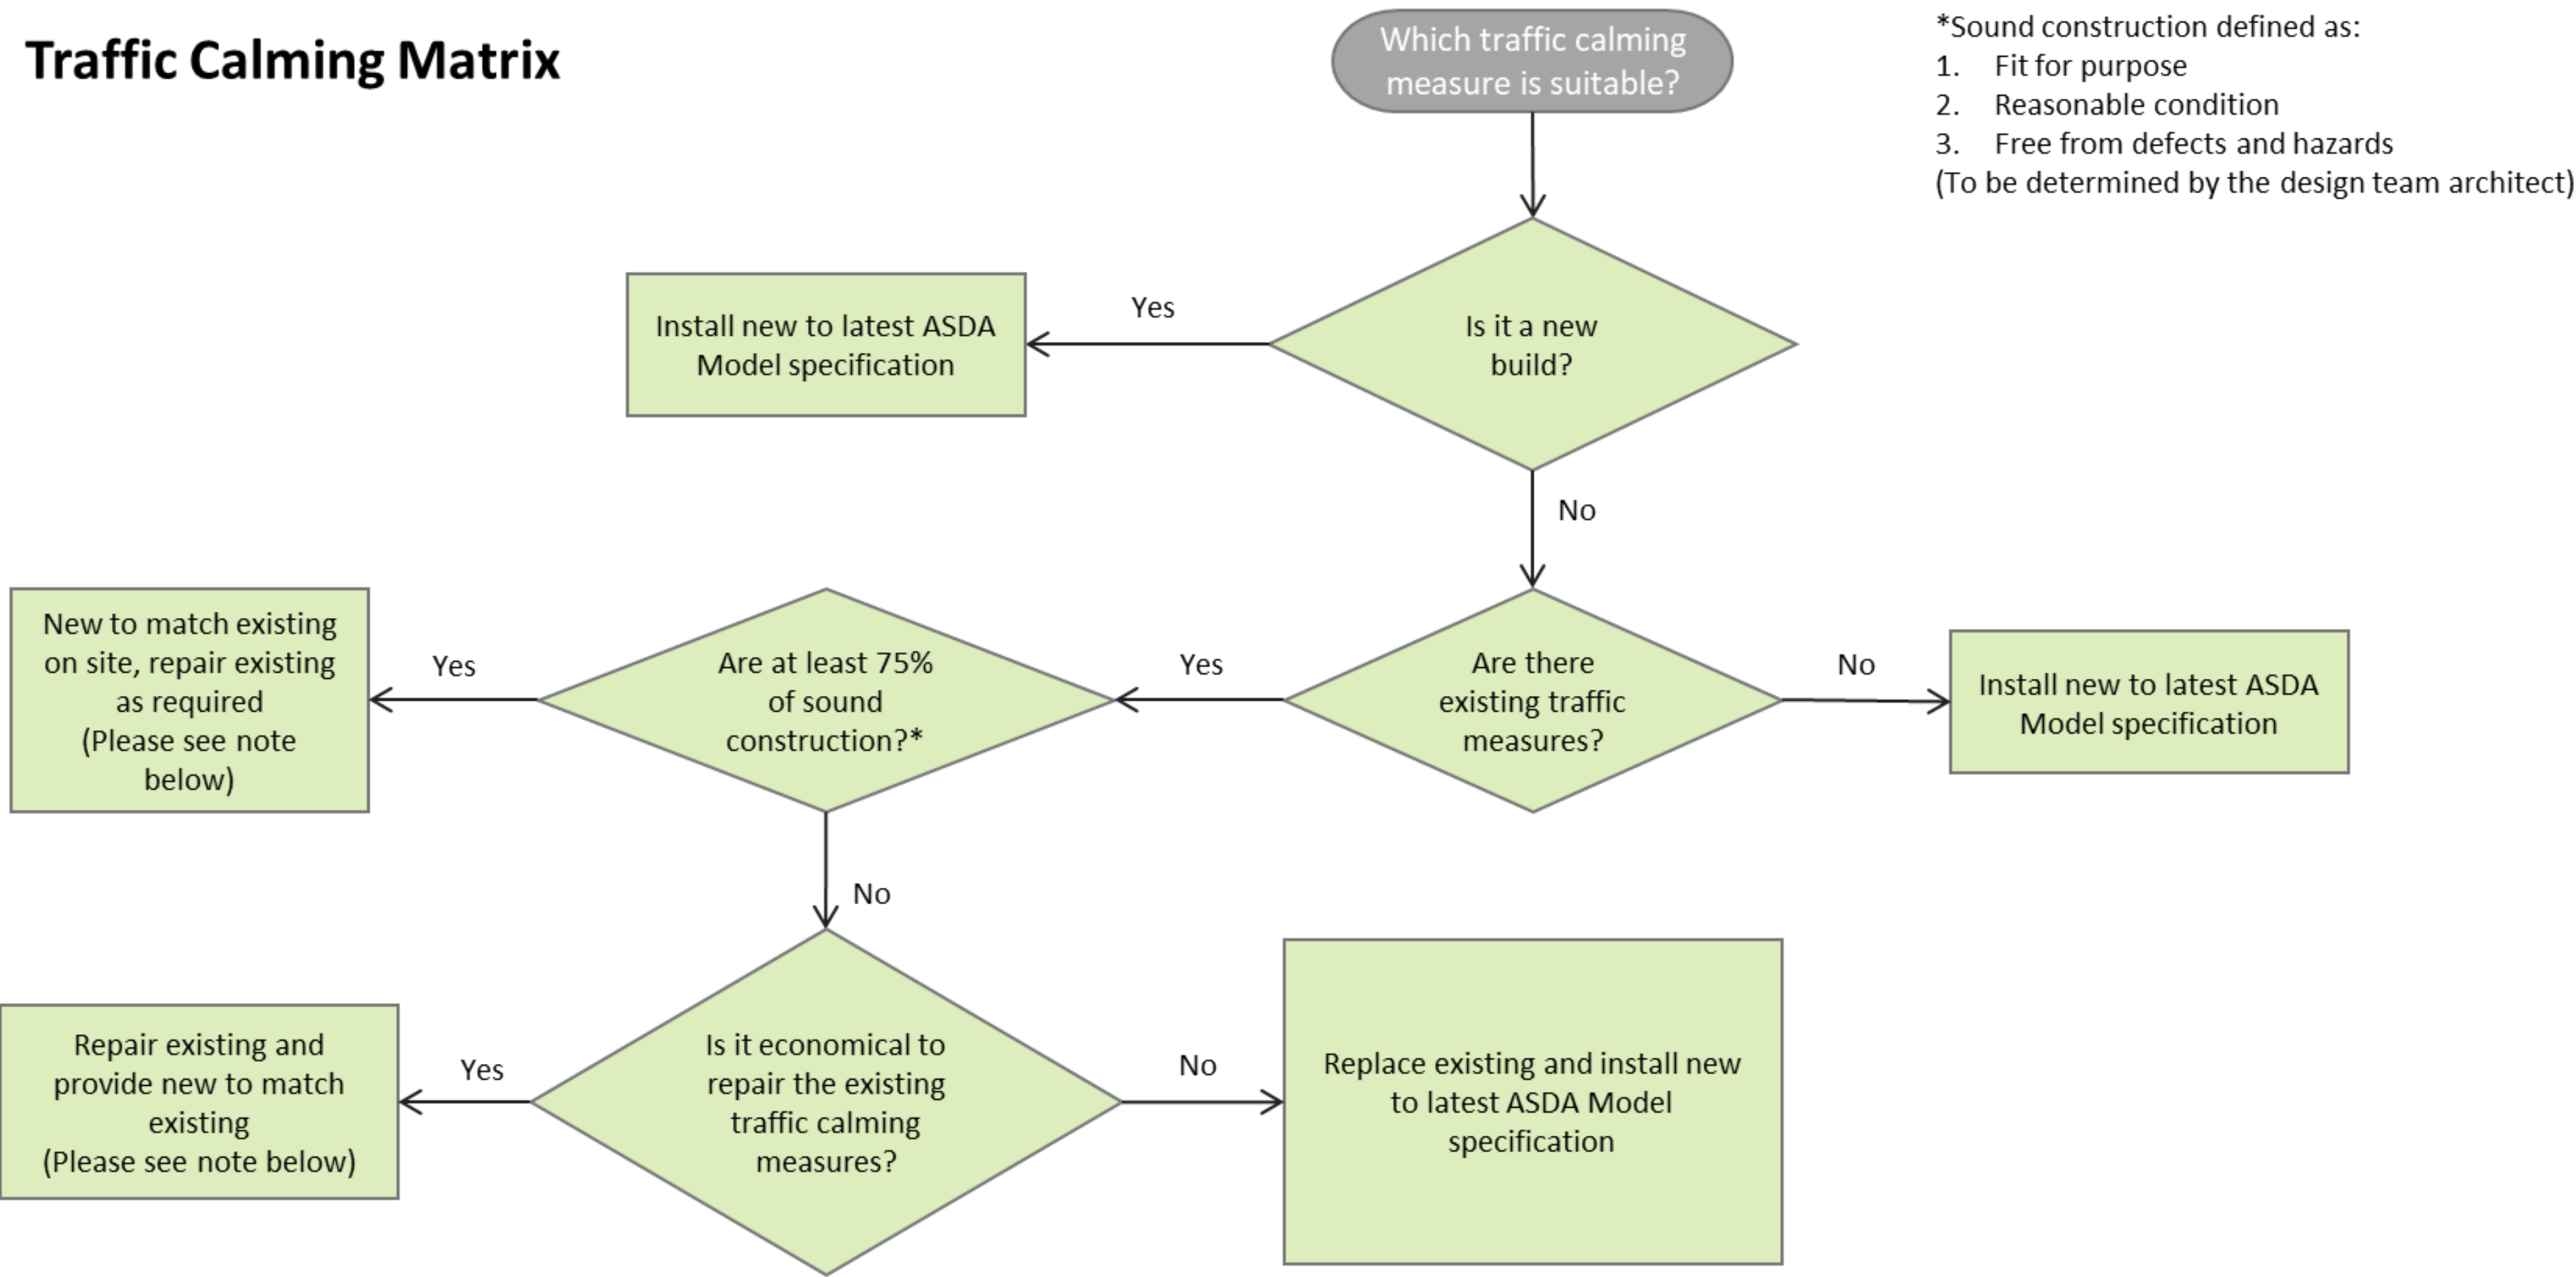 Traffic Calming Matrix
Which traffic calming
measure is suitable?
*Sound construction defined as:
1. Fit for purpose
2. Reasonable condition
3. Free from defects and hazards
(To be determined by the design team architect)
Is it a new
build?
Yes
Install new to latest ASDA
Model specification
No
Are there
existing traffic
measures?
No
Install new to latest ASDA
Model specification
Yes
Are at least 75%
of sound
construction?*
Yes
New to match existing
on site, repair existing
as required
(Please see note
below)
No
Is it economical to
repair the existing
traffic calming
measures?
Yes
Repair existing and
provide new to match
existing
(Please see note below)
No
Replace existing and install new
to latest ASDA Model
specification